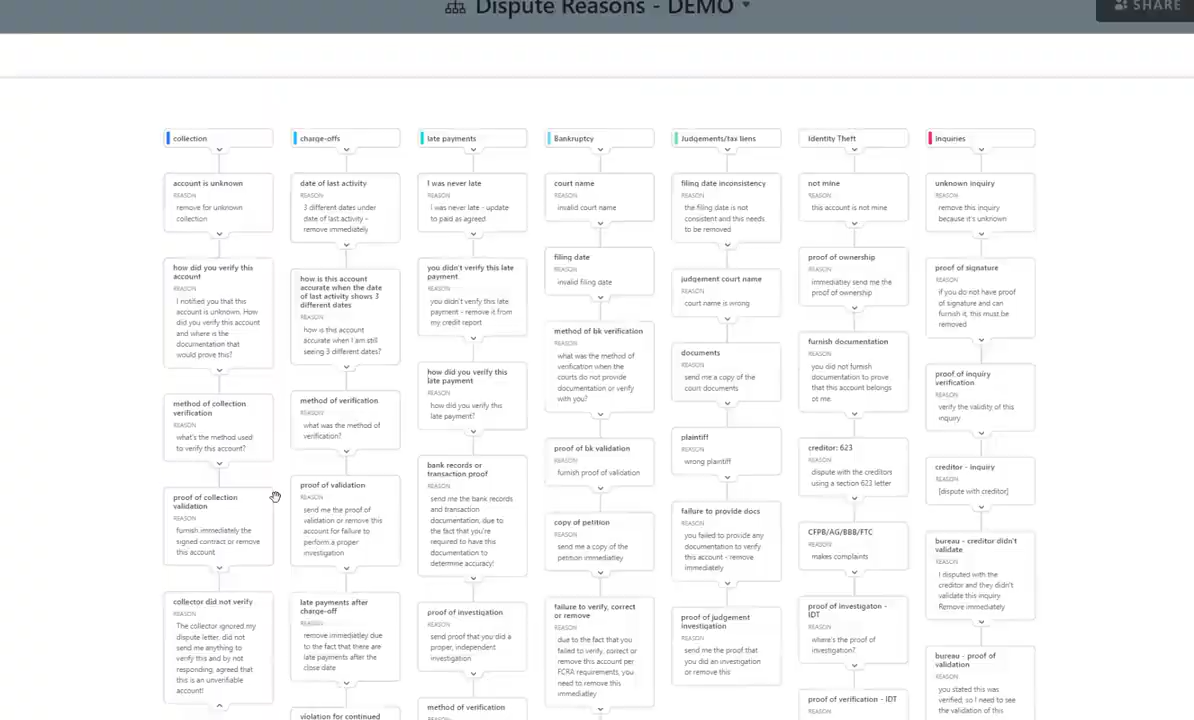 Dispute Reasons - DEMO
SHARE
collection
account is unknown
REASON
remove for unknown
collection
how did you verify this
account
REASON
I notified you that this
account is unknown. How
did you verify this account
and where is the
documentation that
would prove this?
method of collection
verification
REASON
what's the method used
to verify this account?
proof of collection
validation
REASON
furnish immediately the
signed contract or remove
this account
collector did not verify
REASON
The collector ignored my
dispute letter, did not
send me anything to
verify this and by not
responding, agreed that
this is an unverifiable
account!
charge-offs
date of last activity
REASON
3 different dates under
date of last activity -
remove immediately
how is this account
accurate when the date
of last activity shows 3
different dates
REASON
how is this account
accurate when I am still
seeing 3 different dates?
method of verification
REASON
what was the method of
verification?
proof of validation
REASON
send me the proof of
validation or remove this
account for failure to
perform a proper
investigation
late payments after
charge-off
REASON
remove immediatley due
to the fact that there are
late payments after the
close date
violation for continued
late payments
I was never late
REASON
I was never late - update
to paid as agreed
you didn't verify this late
payment
REASON
you didn't verify this late
payment - remove it from
my credit report
how did you verify this
late payment
REASON
how did you verify this
late payment?
bank records or
transaction proof
REASON
send me the bank records
and transaction
documentation, due to
the fact that you're
required to have this
documentation to
determine accuracy!
proof of investigation
REASON
send proof that you did a
proper, independent
investigation
method of verification
REASON
Bankruptcy
court name
REASON
invalid court name
filing date
REASON
invalid filing date
method of bk verification
REASON
what was the method of
verification when the
courts do not provide
documentation or verify
with you?
proof of bk validation
REASON
furnish proof of validation
copy of petition
REASON
send me a copy of the
petition immediatley
failure to verify, correct
or remove
REASON
due to the fact that you
failed to verify, correct or
remove this account per
FCRA requirements, you
need to remove this
immediatley
Judgements/tax liens
filing date inconsistency
REASON
the filing date is not
consistent and this needs
to be removed
judgement court name
REASON
court name is wrong
documents
REASON
send me a copy of the
court documents
plaintiff
REASON
wrong plaintiff
failure to provide docs
REASON
you failed to provide any
documentation to verify
this account - remove
immediately
proof of judgement
investigation
REASON
send me the proof that
you did an investigation
or remove this
Identity Theft
not mine
REASON
this account is not mine
proof of ownership
REASON
immediatley send me the
proof of ownership
furnish documentation
REASON
you did not furnish
documentation to prove
that this account belongs
ot me.
creditor: 623
REASON
dispute with the creditors
using a section 623 letter
CFPB/AG/BBB/FTC
REASON
makes complaints
proof of investigaton -
IDT
REASON
where's the proof of
investigation?
proof of verification - IDT
REASON
inquiries
unknown inquiry
REASON
remove this inquiry
because it's unknown
proof of signature
REASON
if you do not have proof
of signature and can
furnish it, this must be
removed
proof of inquiry
verification
REASON
verify the validity of this
inquiry
creditor - inquiry
REASON
[dispute with creditor]
bureau - creditor didn't
validate
REASON
I disputed with the
creditor and they didn't
validate this inquiry.
Remove immediately
bureau - proof of
validation
REASON
you stated this was
verified, so I need to see
the validation of this